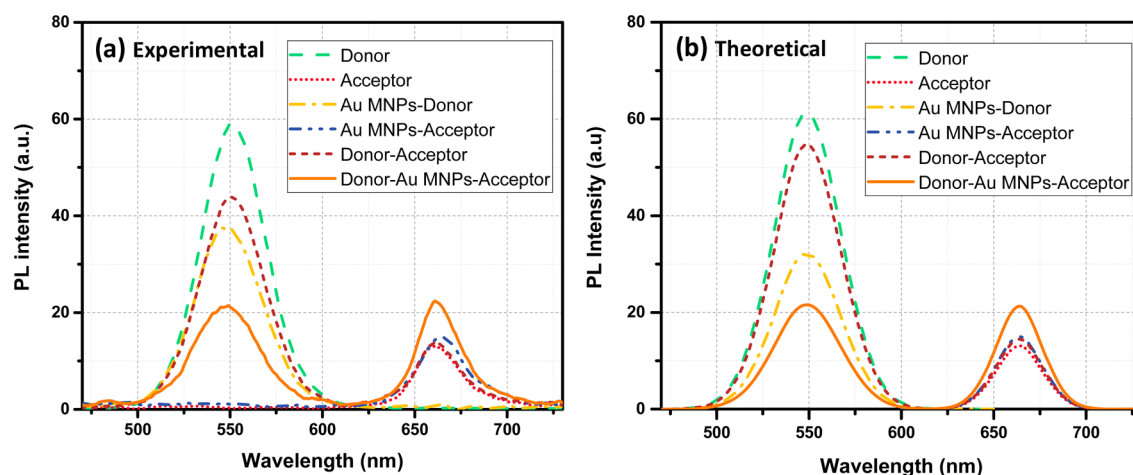 (a) Experimental
Donor
Acceptor
Au MNPs-Donor
Au MNPs-Acceptor
Donor-Acceptor
Donor-Au MNPs-Acceptor
PL intensity (a.u.)
80
60
40
20
0
500
550
600
650
700
Wavelength (nm)
(b) Theoretical
Donor
Acceptor
Au MNPs-Donor
Au MNPs-Acceptor
Donor-Acceptor
Donor-Au MNPs-Acceptor
PL Intensity (a.u)
80
60
40
20
0
500
550
600
650
700
Wavelength (nm)